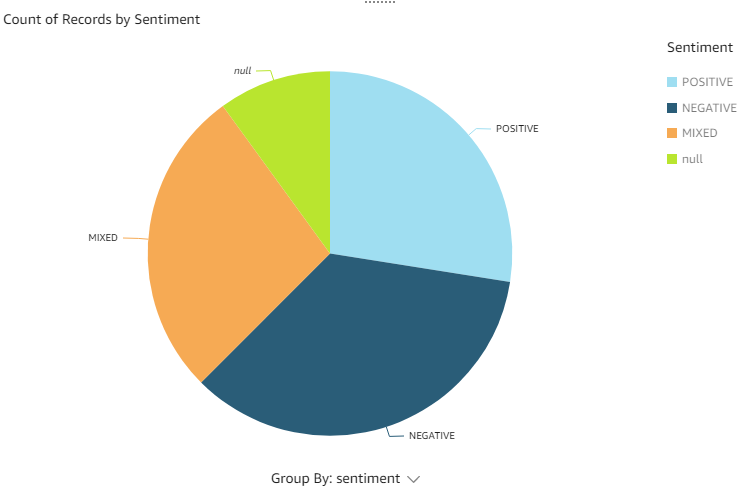 Count of Records by Sentiment
Sentiment
POSITIVE
NEGATIVE
MIXED
null
null
POSITIVE
MIXED
NEGATIVE
Group By: sentiment